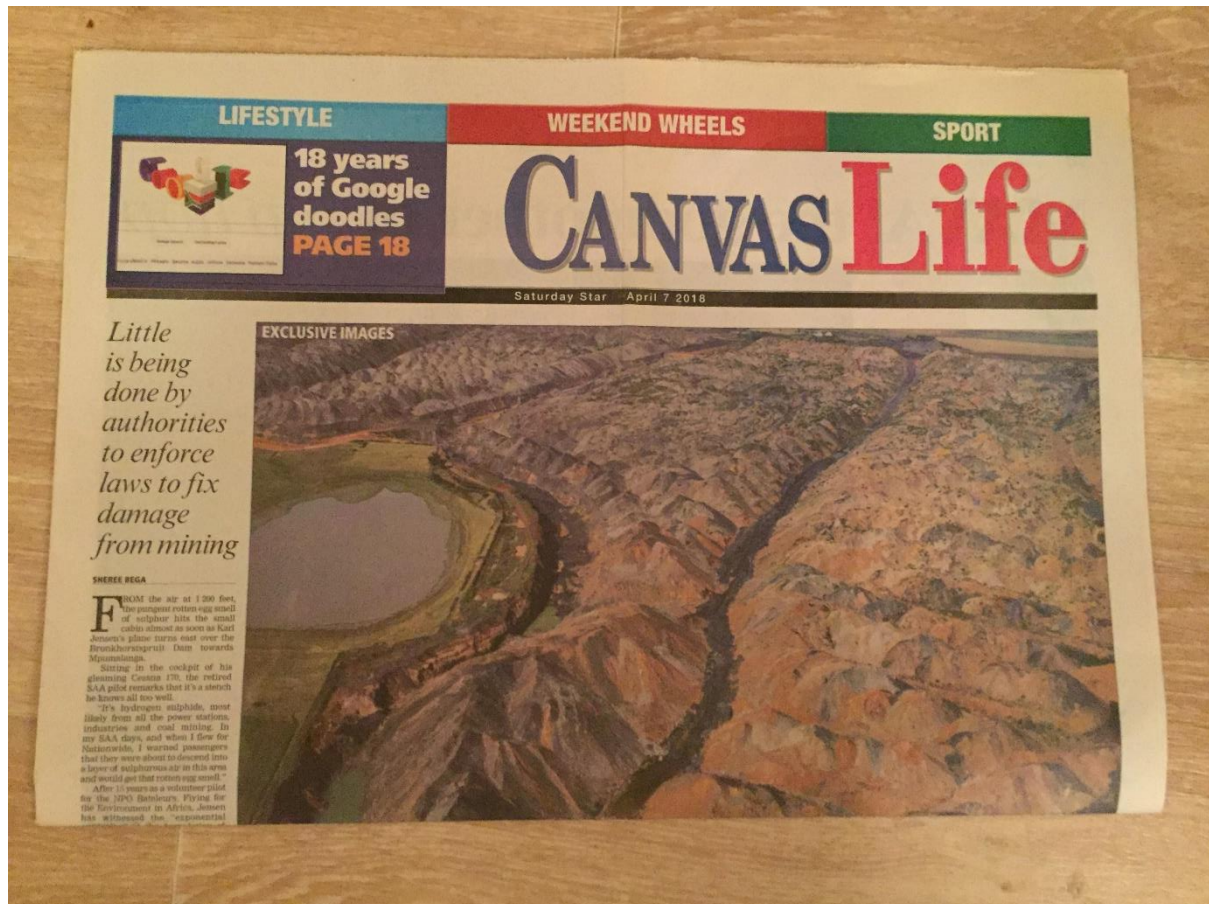 LIFESTYLE
WEEKEND WHEELS
SPORT
18 years
of Google
doodles
PAGE 18
CANVAS Life
Saturday Star April 7 2018
Little
is being
done by
authorities
to enforce
laws to fix
damage
from mining
EXCLUSIVE IMAGES
SHEREE BEGA
FROM the air at 1 200 feet,
the pungent rotten egg smell
of sulphur hits the small
cabin almost as soon as Karl
Jensen's plane turns east over the
Bronkhorstspruit Dam towards
Mpumalanga.
Sitting in the cockpit of his
gleaming Cessna 170, the retired
SAA pilot remarks that it's a stench
he knows all too well.
"It's hydrogen sulphide, most
likely from all the power stations,
industries and coal mining. In
my SAA days, and when I flew for
Nationwide, I warned passengers
that they were about to descend into
a layer of sulphurous air in this area
and would get that rotten egg smell."
After 15 years as a volunteer pilot
for the NPO Bateleurs, Flying for
the Environment in Africa, Jensen
has witnessed the "exponential